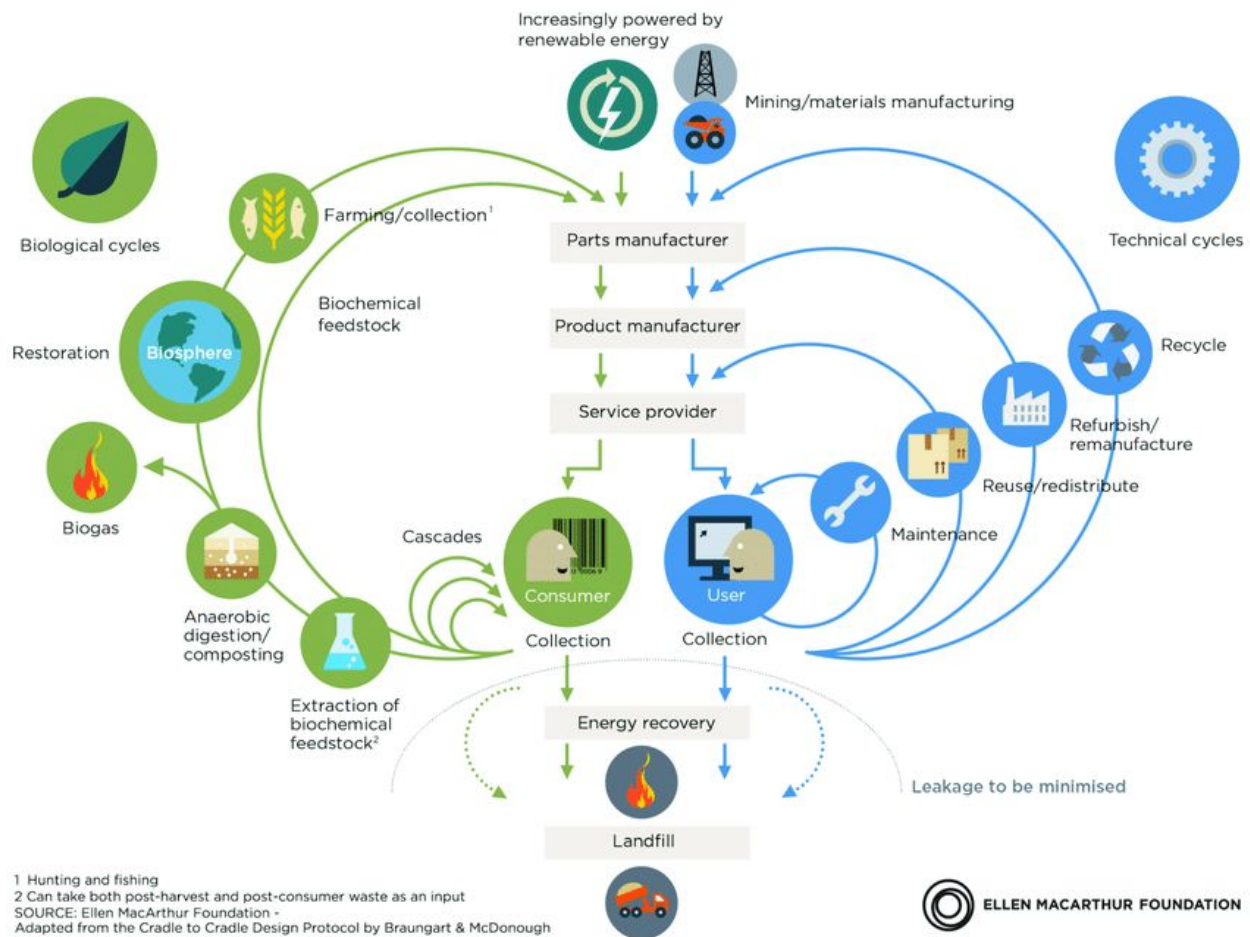 Increasingly powered by
renewable energy
Mining/materials manufacturing
Biological cycles
Farming/collection¹
Parts manufacturer
Technical cycles
Biochemical
feedstock
Product manufacturer
Restoration
Biosphere
Recycle
Service provider
Refurbish/
remanufacture
Reuse/redistribute
Biogas
Cascades
Maintenance
Consumer
User
Anaerobic
digestion/
composting
Collection
Collection
Extraction of
biochemical
feedstock²
Energy recovery
Leakage to be minimised
Landfill
1 Hunting and fishing
2 Can take both post-harvest and post-consumer waste as an input
SOURCE: Ellen MacArthur Foundation -
Adapted from the Cradle to Cradle Design Protocol by Braungart & McDonough
ELLEN MACARTHUR FOUNDATION